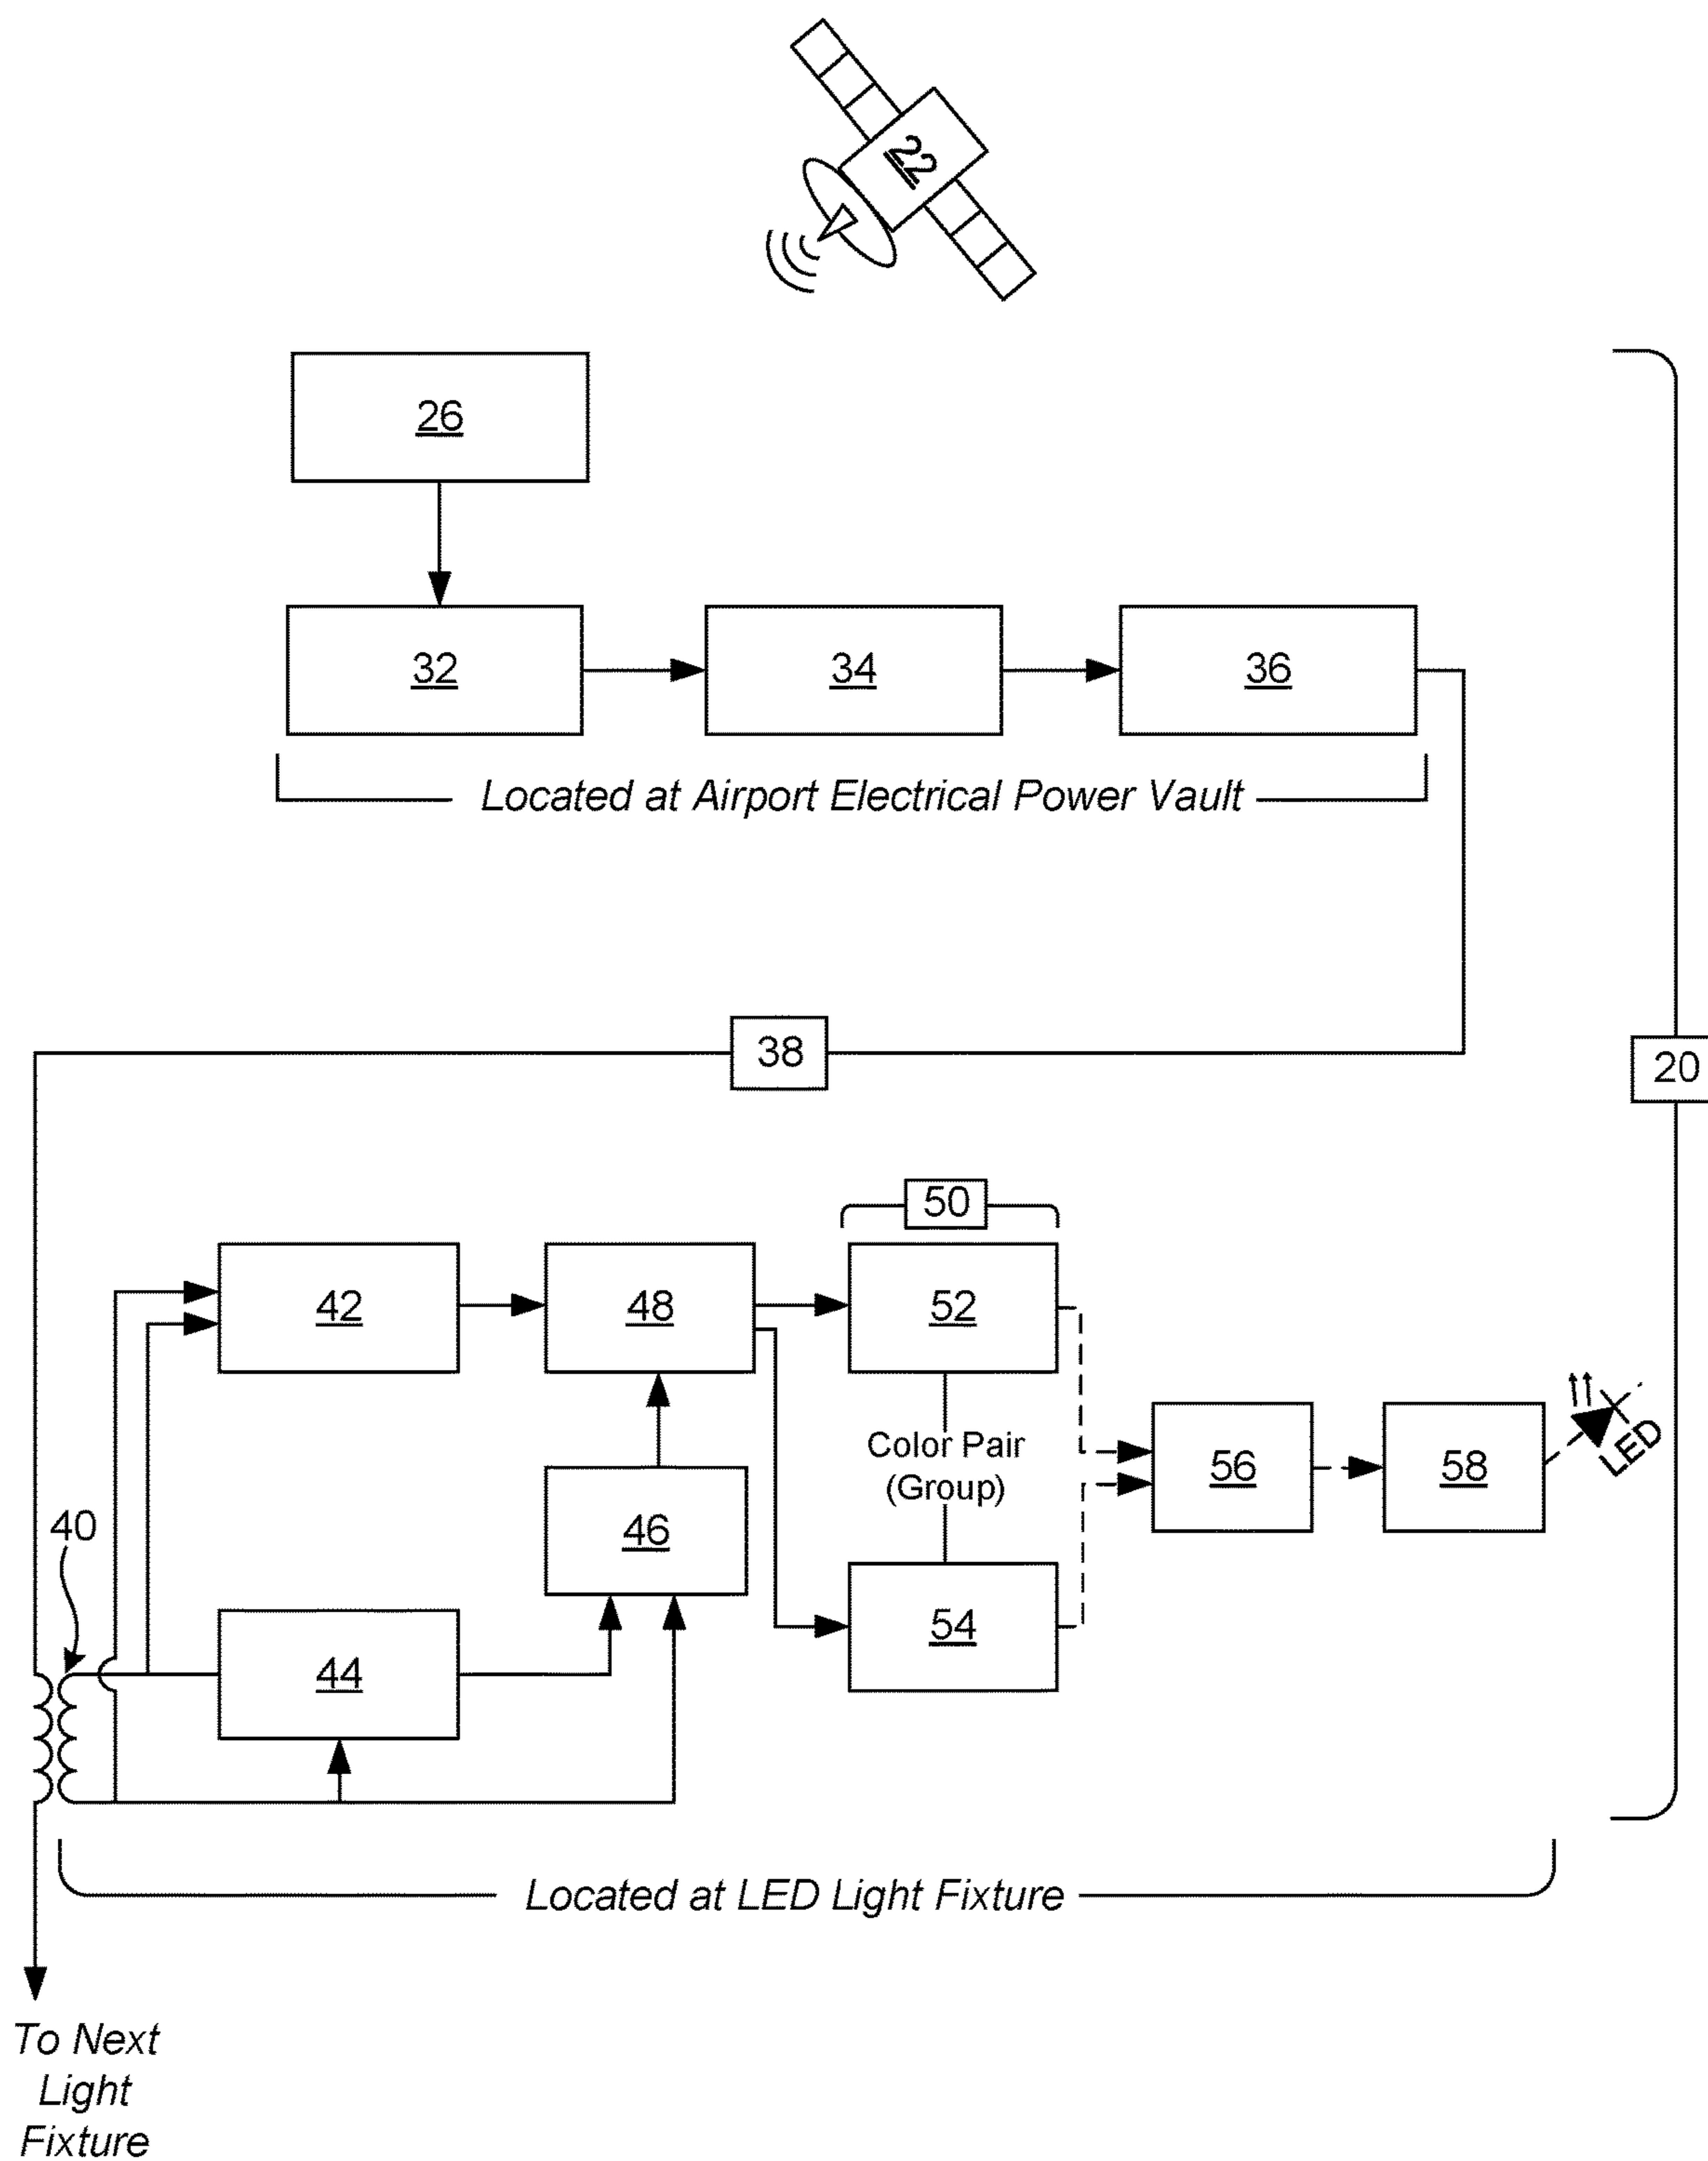 22
26
32
34
36
Located at Airport Electrical Power Vault
38
20
50
42
48
52
Color Pair
(Group)
LED
56
58
46
40
54
44
Located at LED Light Fixture
To Next
Light
Fixture